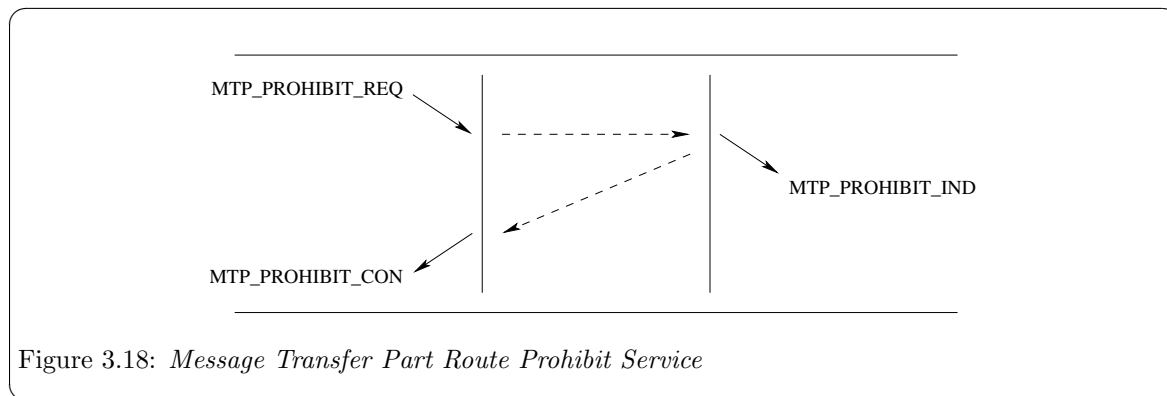 MTP_PROHIBIT_REQ
MTP_PROHIBIT_IND
MTP_PROHIBIT_CON
Figure 3.18: Message Transfer Part Route Prohibit Service